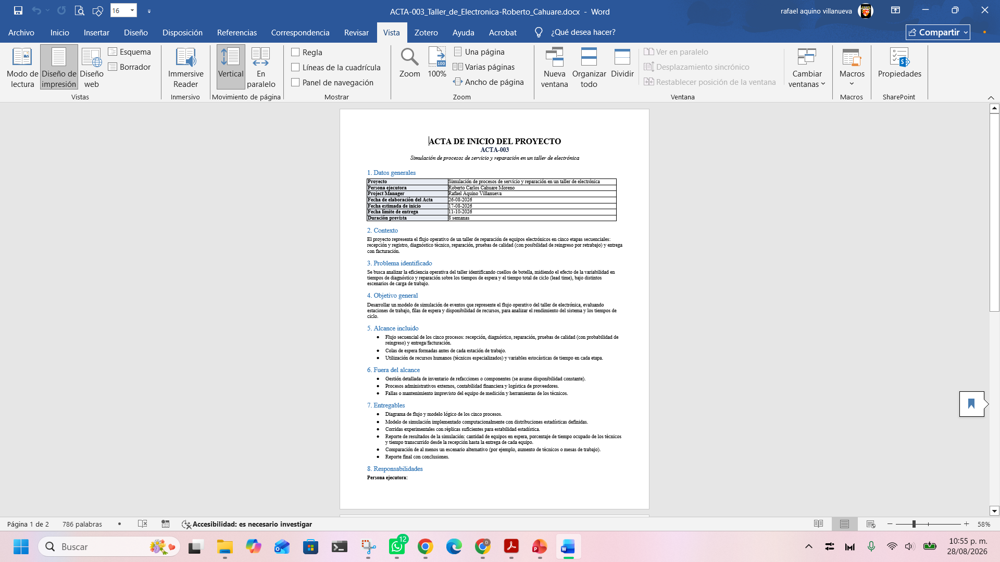 16
ACTA-003_Taller_de_Electronica-Roberto_Cahuare.docx - Word
rafael aquino villanueva
Archivo
Inicio
Insertar
Diseño
Disposición
Referencias
Correspondencia
Revisar
Vista
Zotero
Ayuda
Acrobat
¿Qué desea hacer?
Compartir
Modo de lectura
Diseño de impresión
Diseño web
Esquema
Borrador
Vistas
Immersive Reader
Inmersivo
Vertical
En paralelo
Movimiento de página
Regla
Líneas de la cuadrícula
Panel de navegación
Mostrar
Zoom
100
100%
Una página
Varias páginas
Ancho de página
Zoom
Nueva ventana
Organizar todo
Dividir
Ver en paralelo
Desplazamiento sincrónico
Restablecer posición de la ventana
Cambiar ventanas
Ventana
Macros
Macros
Propiedades
SharePoint
ACTA DE INICIO DEL PROYECTO
ACTA-003
Simulación de procesos de servicio y reparación en un taller de electrónica
1. Datos generales
Proyecto Simulación de procesos de servicio y reparación en un taller de electrónica
Persona ejecutora Roberto Carlos Cahuare Moreno
Project Manager Rafael Aquino Villanueva
Fecha de elaboración del Acta 26-08-2026
Fecha estimada de inicio 17-08-2026
Fecha límite de entrega 11-10-2026
Duración prevista 8 semanas
2. Contexto
El proyecto representa el flujo operativo de un taller de reparación de equipos electrónicos en cinco etapas secuenciales:
recepción y registro, diagnóstico técnico, reparación, pruebas de calidad (con posibilidad de reingreso por retrabajo) y entrega
con facturación.
3. Problema identificado
Se busca analizar la eficiencia operativa del taller identificando cuellos de botella, midiendo el efecto de la variabilidad en
tiempos de diagnóstico y reparación sobre los tiempos de espera y el tiempo total de ciclo (lead time), bajo distintos
escenarios de carga de trabajo.
4. Objetivo general
Desarrollar un modelo de simulación de eventos que represente el flujo operativo del taller de electrónica, evaluando
estaciones de trabajo, filas de espera y disponibilidad de recursos, para analizar el rendimiento del sistema y los tiempos de
ciclo.
5. Alcance incluido
• Flujo secuencial de los cinco procesos: recepción, diagnóstico, reparación, pruebas de calidad (con probabilidad de
reingreso) y entrega/facturación.
• Colas de espera formadas antes de cada estación de trabajo.
• Utilización de recursos humanos (técnicos especializados) y variables estocásticas de tiempo en cada etapa.
6. Fuera del alcance
• Gestión detallada de inventario de refacciones o componentes (se asume disponibilidad constante).
• Procesos administrativos externos, contabilidad financiera y logística de proveedores.
• Fallas o mantenimiento imprevisto del equipo de medición y herramientas de los técnicos.
7. Entregables
• Diagrama de flujo y modelo lógico de los cinco procesos.
• Modelo de simulación implementado computacionalmente con distribuciones estadísticas definidas.
• Corridas experimentales con réplicas suficientes para estabilidad estadística.
• Reporte de resultados de la simulación: cantidad de equipos en espera, porcentaje de tiempo ocupado de los técnicos
y tiempo transcurrido desde la recepción hasta la entrega de cada equipo.
• Comparación de al menos un escenario alternativo (por ejemplo, aumento de técnicos o mesas de trabajo).
• Reporte final con conclusiones.
8. Responsabilidades
Persona ejecutora:
Página 1 de 2
786 palabras
Accesibilidad: es necesario investigar
58%
Buscar
12
10:55 p. m.
28/08/2026